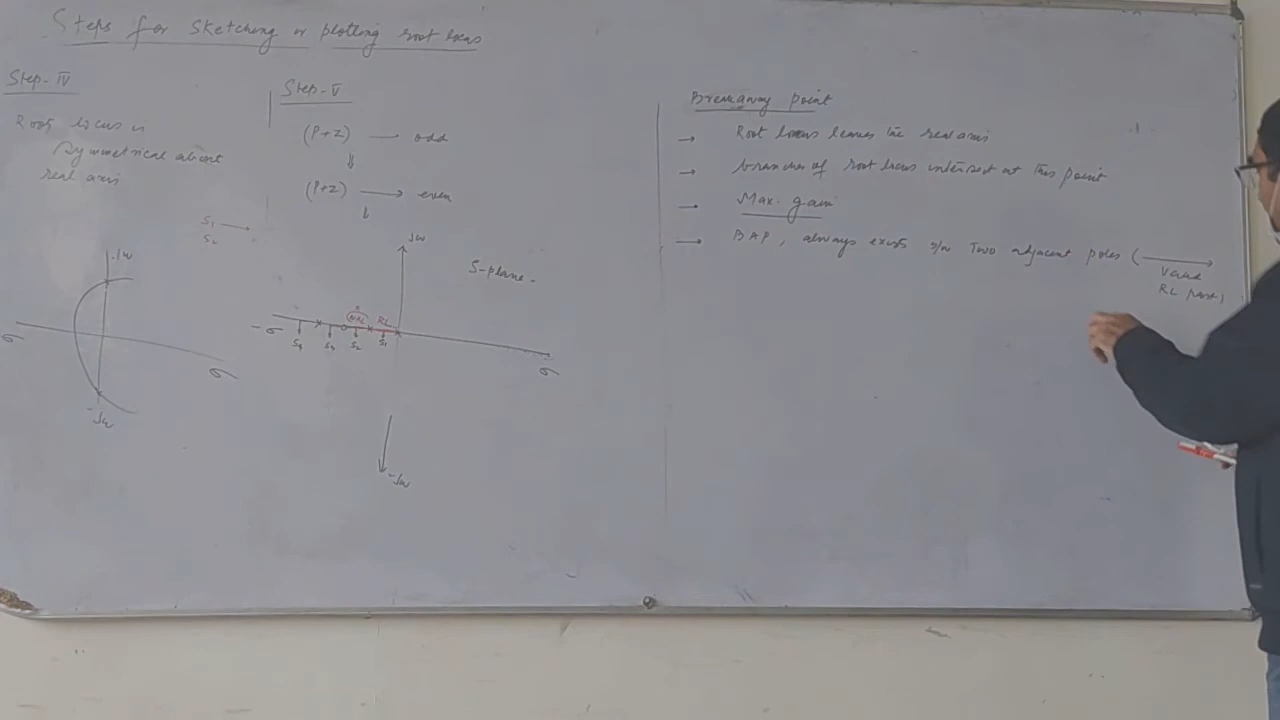 Steps for sketching or plotting root locus
Step-IV
Root locus is
symmetrical about
real axis
S1
S2
Jω
σ
σ
-Jω
Step-V
(P+Z) odd
(P+Z) even
Jω
S-plane
-σ
NRL
RL
S4
S3
S2
S1
σ
-Jω
Breakaway point
Root locus leaves the real axis
branches of root locus intersect at this point
Max. gain
BAP, always exists b/w Two adjacent poles (
Valid
RL part)